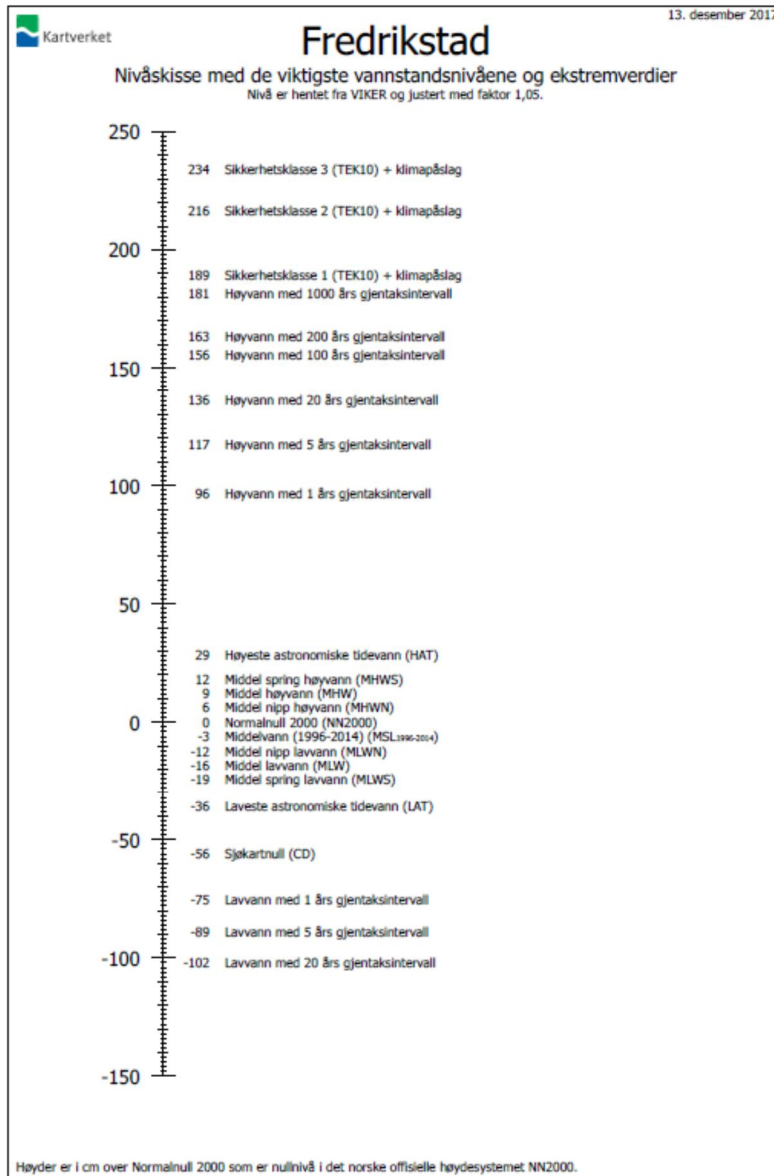 13. desember 2017
Kartverket
Fredrikstad
Nivåskisse med de viktigste vannstandsnivåene og ekstremverdier
Nivå er hentet fra VIKER og justert med faktor 1,05.
250
234 Sikkerhetsklasse 3 (TEK10) + klimapåslag
216 Sikkerhetsklasse 2 (TEK10) + klimapåslag
200
189 Sikkerhetsklasse 1 (TEK10) + klimapåslag
181 Høyvann med 1000 års gjentaksintervall
163 Høyvann med 200 års gjentaksintervall
156 Høyvann med 100 års gjentaksintervall
150
136 Høyvann med 20 års gjentaksintervall
117 Høyvann med 5 års gjentaksintervall
100
96 Høyvann med 1 års gjentaksintervall
50
29 Høyeste astronomiske tidevann (HAT)
12 Middel spring høyvann (MHWS)
9 Middel høyvann (MHW)
6 Middel nipp høyvann (MHWN)
0
0 Normalnull 2000 (NN2000)
-3 Middelvann (1996-2014) (MSL1996-2014)
-12 Middel nipp lavvann (MLWN)
-16 Middel lavvann (MLW)
-19 Middel spring lavvann (MLWS)
-36 Laveste astronomiske tidevann (LAT)
-50
-56 Sjøkartnull (CD)
-75 Lavvann med 1 års gjentaksintervall
-89 Lavvann med 5 års gjentaksintervall
-100
-102 Lavvann med 20 års gjentaksintervall
-150
Høyder er i cm over Normalnull 2000 som er nullnivå i det norske offisielle høydesystemet NN2000.